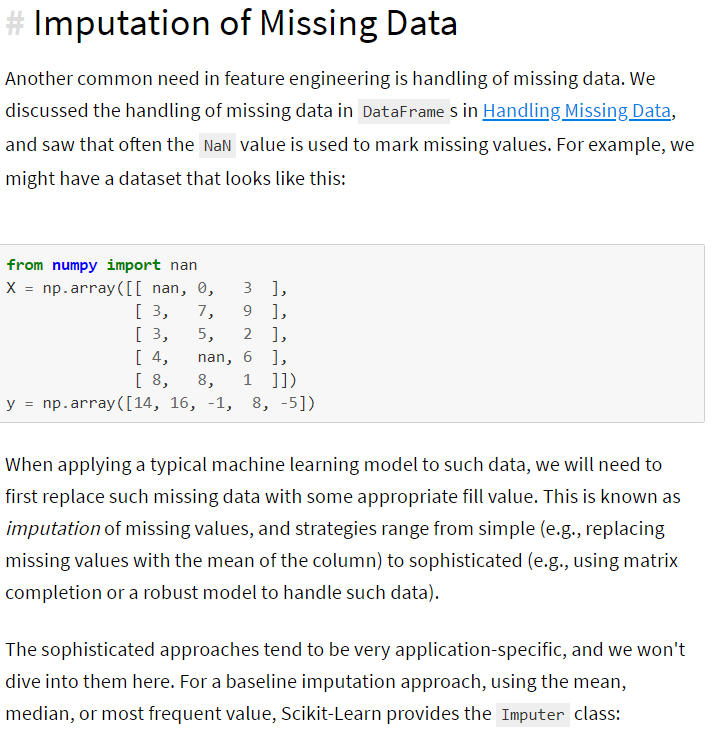 # Imputation of Missing Data
Another common need in feature engineering is handling of missing data. We
discussed the handling of missing data in DataFrame s in Handling Missing Data,
and saw that often the NaN value is used to mark missing values. For example, we
might have a dataset that looks like this:
from numpy import nan
X = np.array([[ nan, 0,   3  ],
              [ 3,   7,   9  ],
              [ 3,   5,   2  ],
              [ 4,   nan, 6  ],
              [ 8,   8,   1  ]])
y = np.array([14, 16, -1,  8, -5])
When applying a typical machine learning model to such data, we will need to
first replace such missing data with some appropriate fill value. This is known as
imputation of missing values, and strategies range from simple (e.g., replacing
missing values with the mean of the column) to sophisticated (e.g., using matrix
completion or a robust model to handle such data).
The sophisticated approaches tend to be very application-specific, and we won't
dive into them here. For a baseline imputation approach, using the mean,
median, or most frequent value, Scikit-Learn provides the Imputer class: